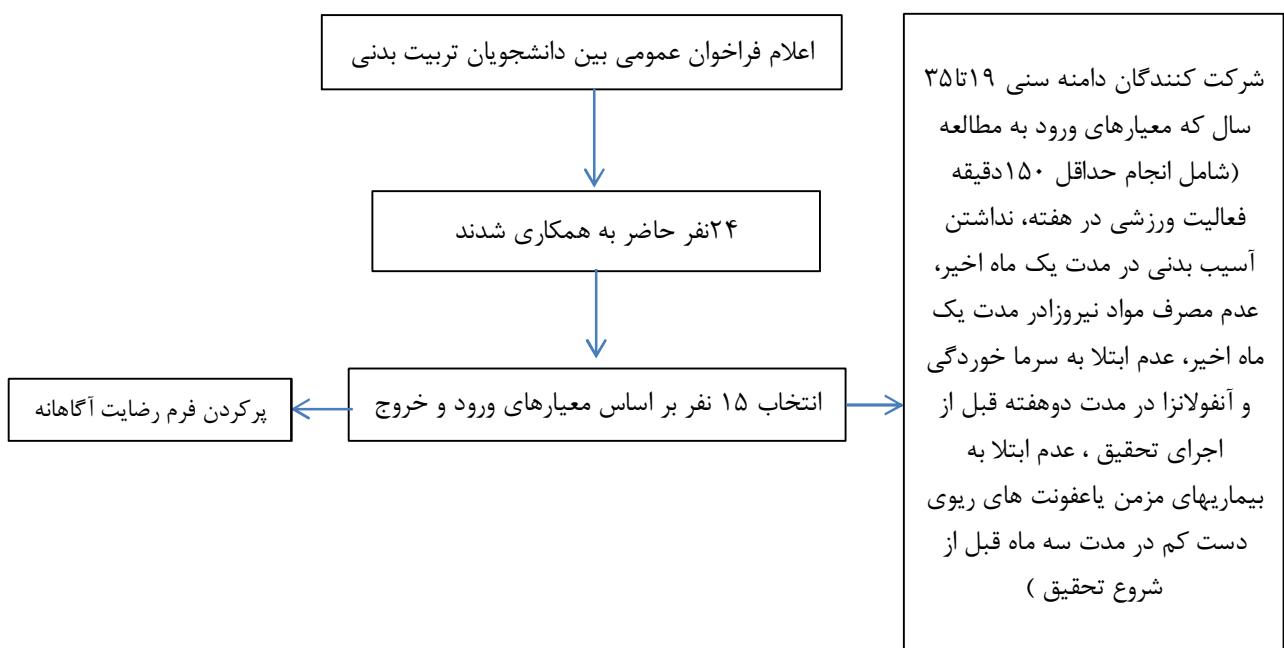 اعلام فراخوان عمومی بین دانشجویان تربیت بدنی
۲۴نفر حاضر به همکاری شدند
انتخاب ۱۵ نفر بر اساس معیارهای ورود و خروج
شرکت کنندگان دامنه سنی ۱۹تا۳۵
سال که معیارهای ورود به مطالعه
(شامل انجام حداقل ۱۵۰دقیقه
فعالیت ورزشی در هفته، نداشتن
آسیب بدنی در مدت یک ماه اخیر،
عدم مصرف مواد نیروزادر مدت یک
ماه اخیر، عدم ابتلا به سرما خوردگی
و آنفولانزا در مدت دوهفته قبل از
اجرای تحقیق ، عدم ابتلا به
بیماریهای مزمن یاعفونت های ریوی
دست کم در مدت سه ماه قبل از
شروع تحقیق )
پرکردن فرم رضایت آگاهانه